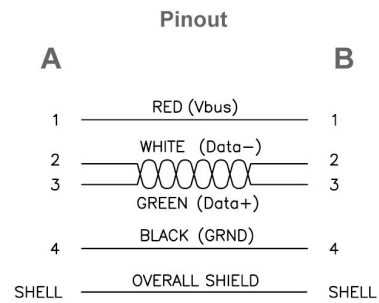 Pinout
A B
1 RED (Vbus) 1
2 WHITE (Data−) 2
3 GREEN (Data+) 3
4 BLACK (GRND) 4
SHELL OVERALL SHIELD SHELL